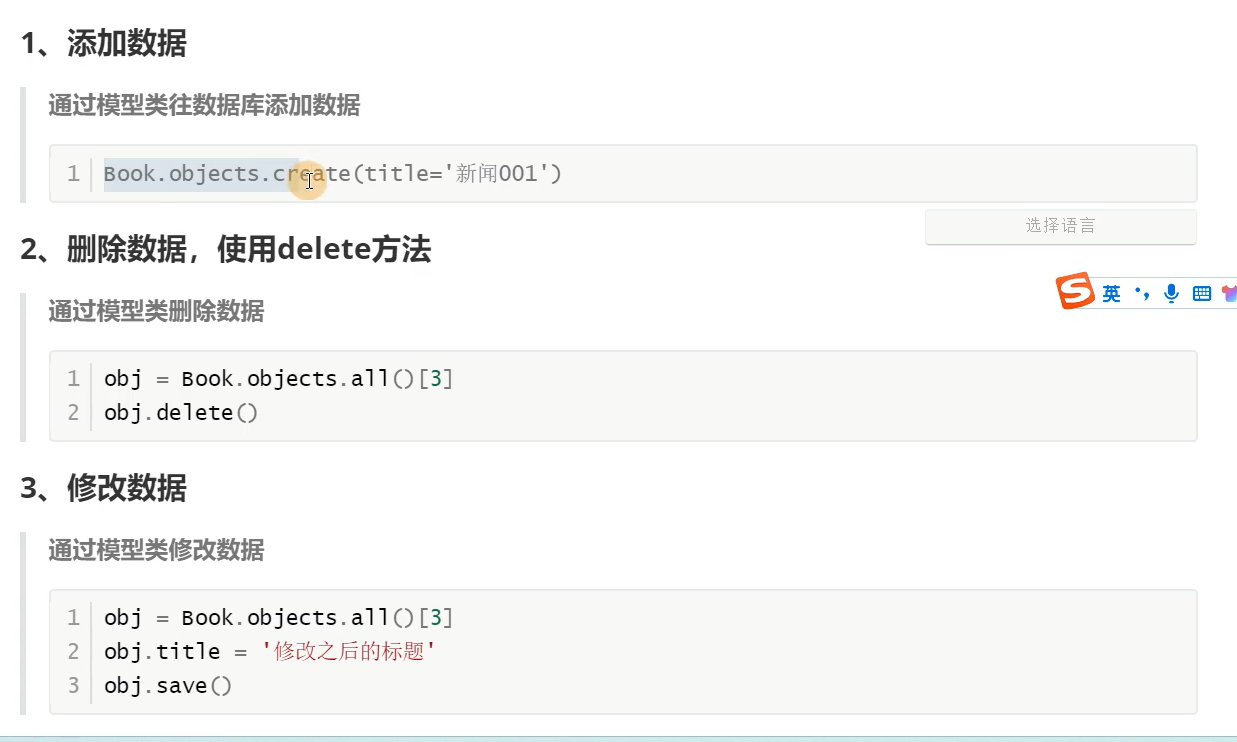 1、添加数据
通过模型类往数据库添加数据
1 Book.objects.create(title='新闻001')
选择语言
2、删除数据，使用delete方法
英
通过模型类删除数据
1 obj = Book.objects.all()[3]
2 obj.delete()
3、修改数据
通过模型类修改数据
1 obj = Book.objects.all()[3]
2 obj.title = '修改之后的标题'
3 obj.save()